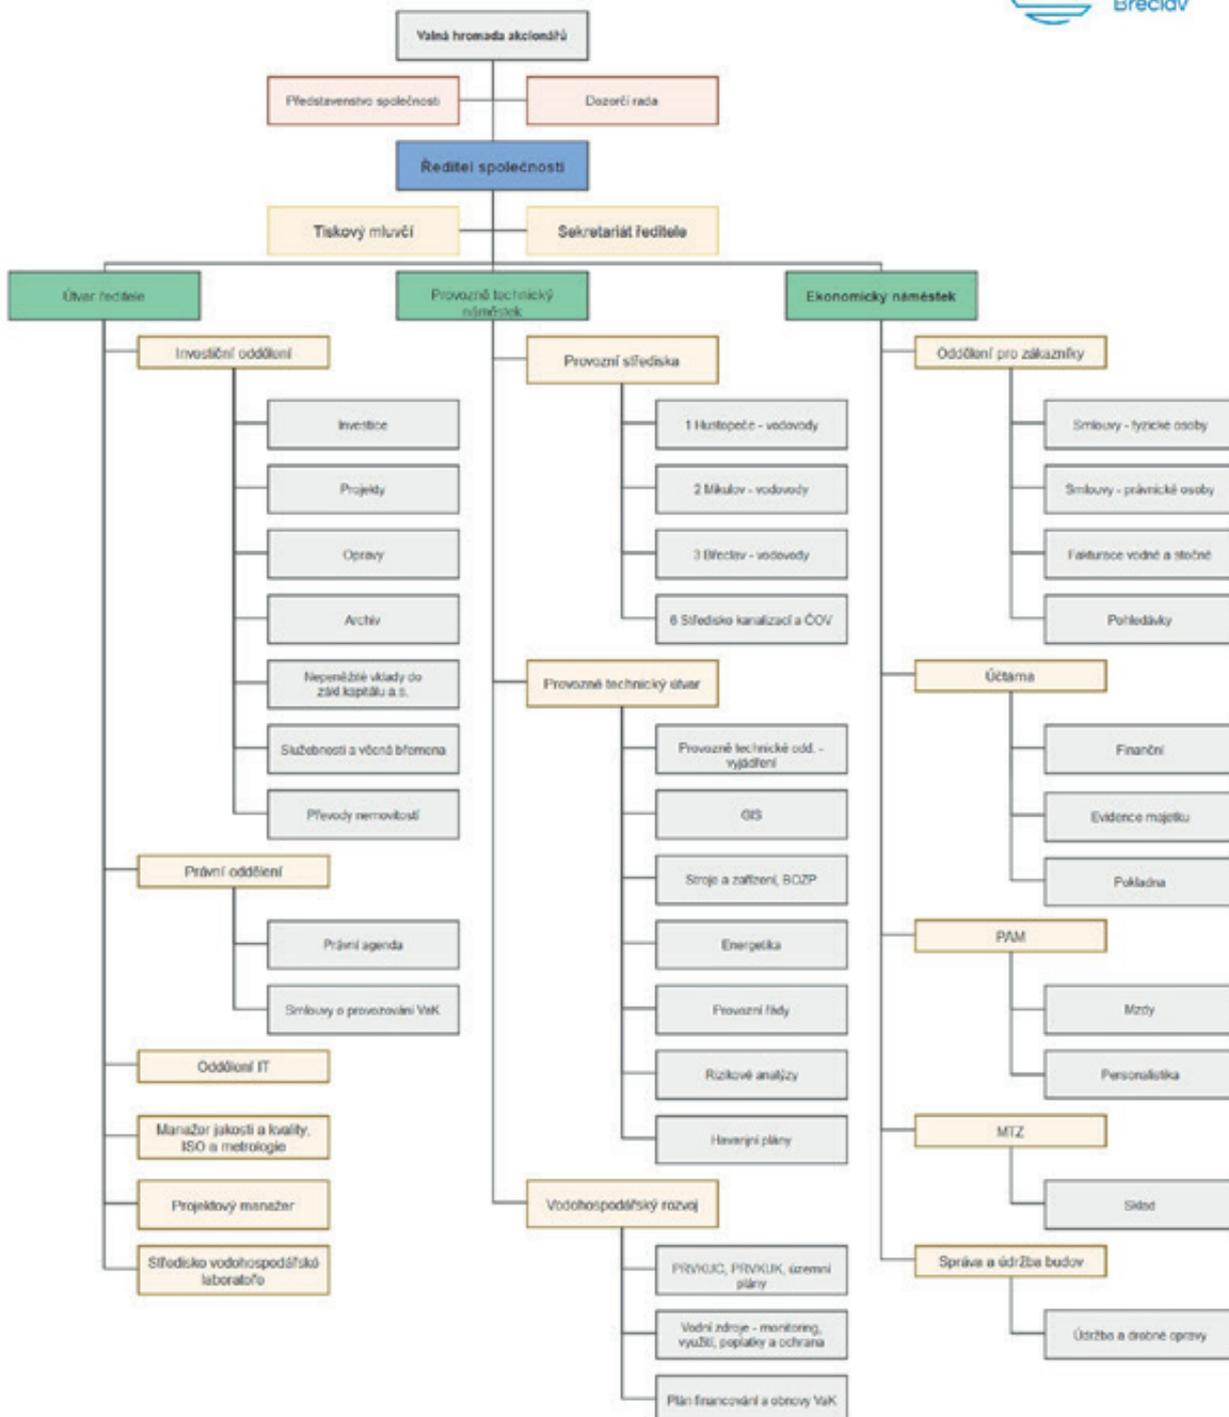 Břeclav
Valná hromada akcionářů
Představenstvo společnosti
Dozorčí rada
Ředitel společnosti
Tiskový mluvčí
Sekretariát ředitele
Útvar ředitele
Provozně technický
náměstek
Ekonomický náměstek
Investiční oddělení
Investice
Projekty
Opravy
Archiv
Nepeněžité vklady do
zákl.kapitálu a.s.
Služebnosti a věcná břemena
Převody nemovitostí
Právní oddělení
Právní agenda
Smlouvy o provozování VaK
Oddělení IT
Manažer jakosti a kvality,
ISO a metrologie
Projektový manažer
Středisko vodohospodářské
laboratoře
Provozní střediska
1 Hustopeče - vodovody
2 Mikulov - vodovody
3 Břeclav - vodovody
6 Středisko kanalizací a ČOV
Provozně technický útvar
Provozně technické odd. -
vyjádření
GIS
Stroje a zařízení, BOZP
Energetika
Provozní řády
Rizikové analýzy
Havarijní plány
Vodohospodářský rozvoj
PRVKUC, PRVKUK, územní
plány
Vodní zdroje - monitoring,
využití, poplatky a ochrana
Plán financování a obnovy VaK
Oddělení pro zákazníky
Smlouvy - fyzické osoby
Smlouvy - právnické osoby
Fakturace vodné a stočné
Pohledávky
Účtárna
Finanční
Evidence majetku
Pokladna
PAM
Mzdy
Personalistika
MTZ
Sklad
Správa a údržba budov
Údržba a drobné opravy